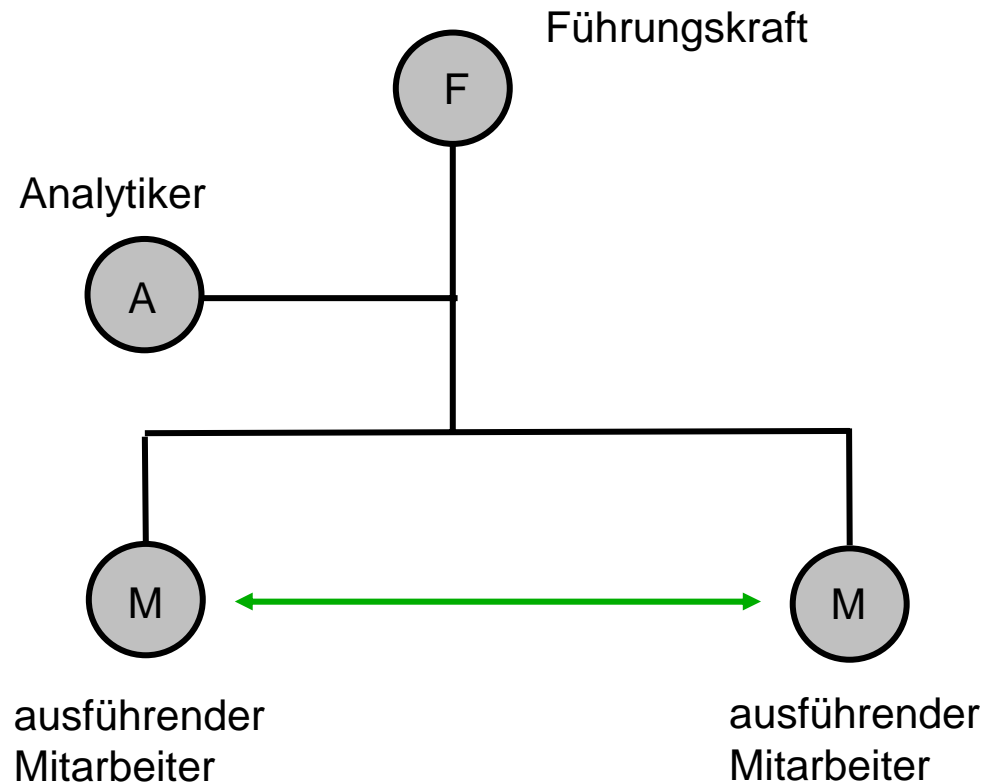 Führungskraft
F
Analytiker
A
M
M
ausführender
Mitarbeiter
ausführender
Mitarbeiter